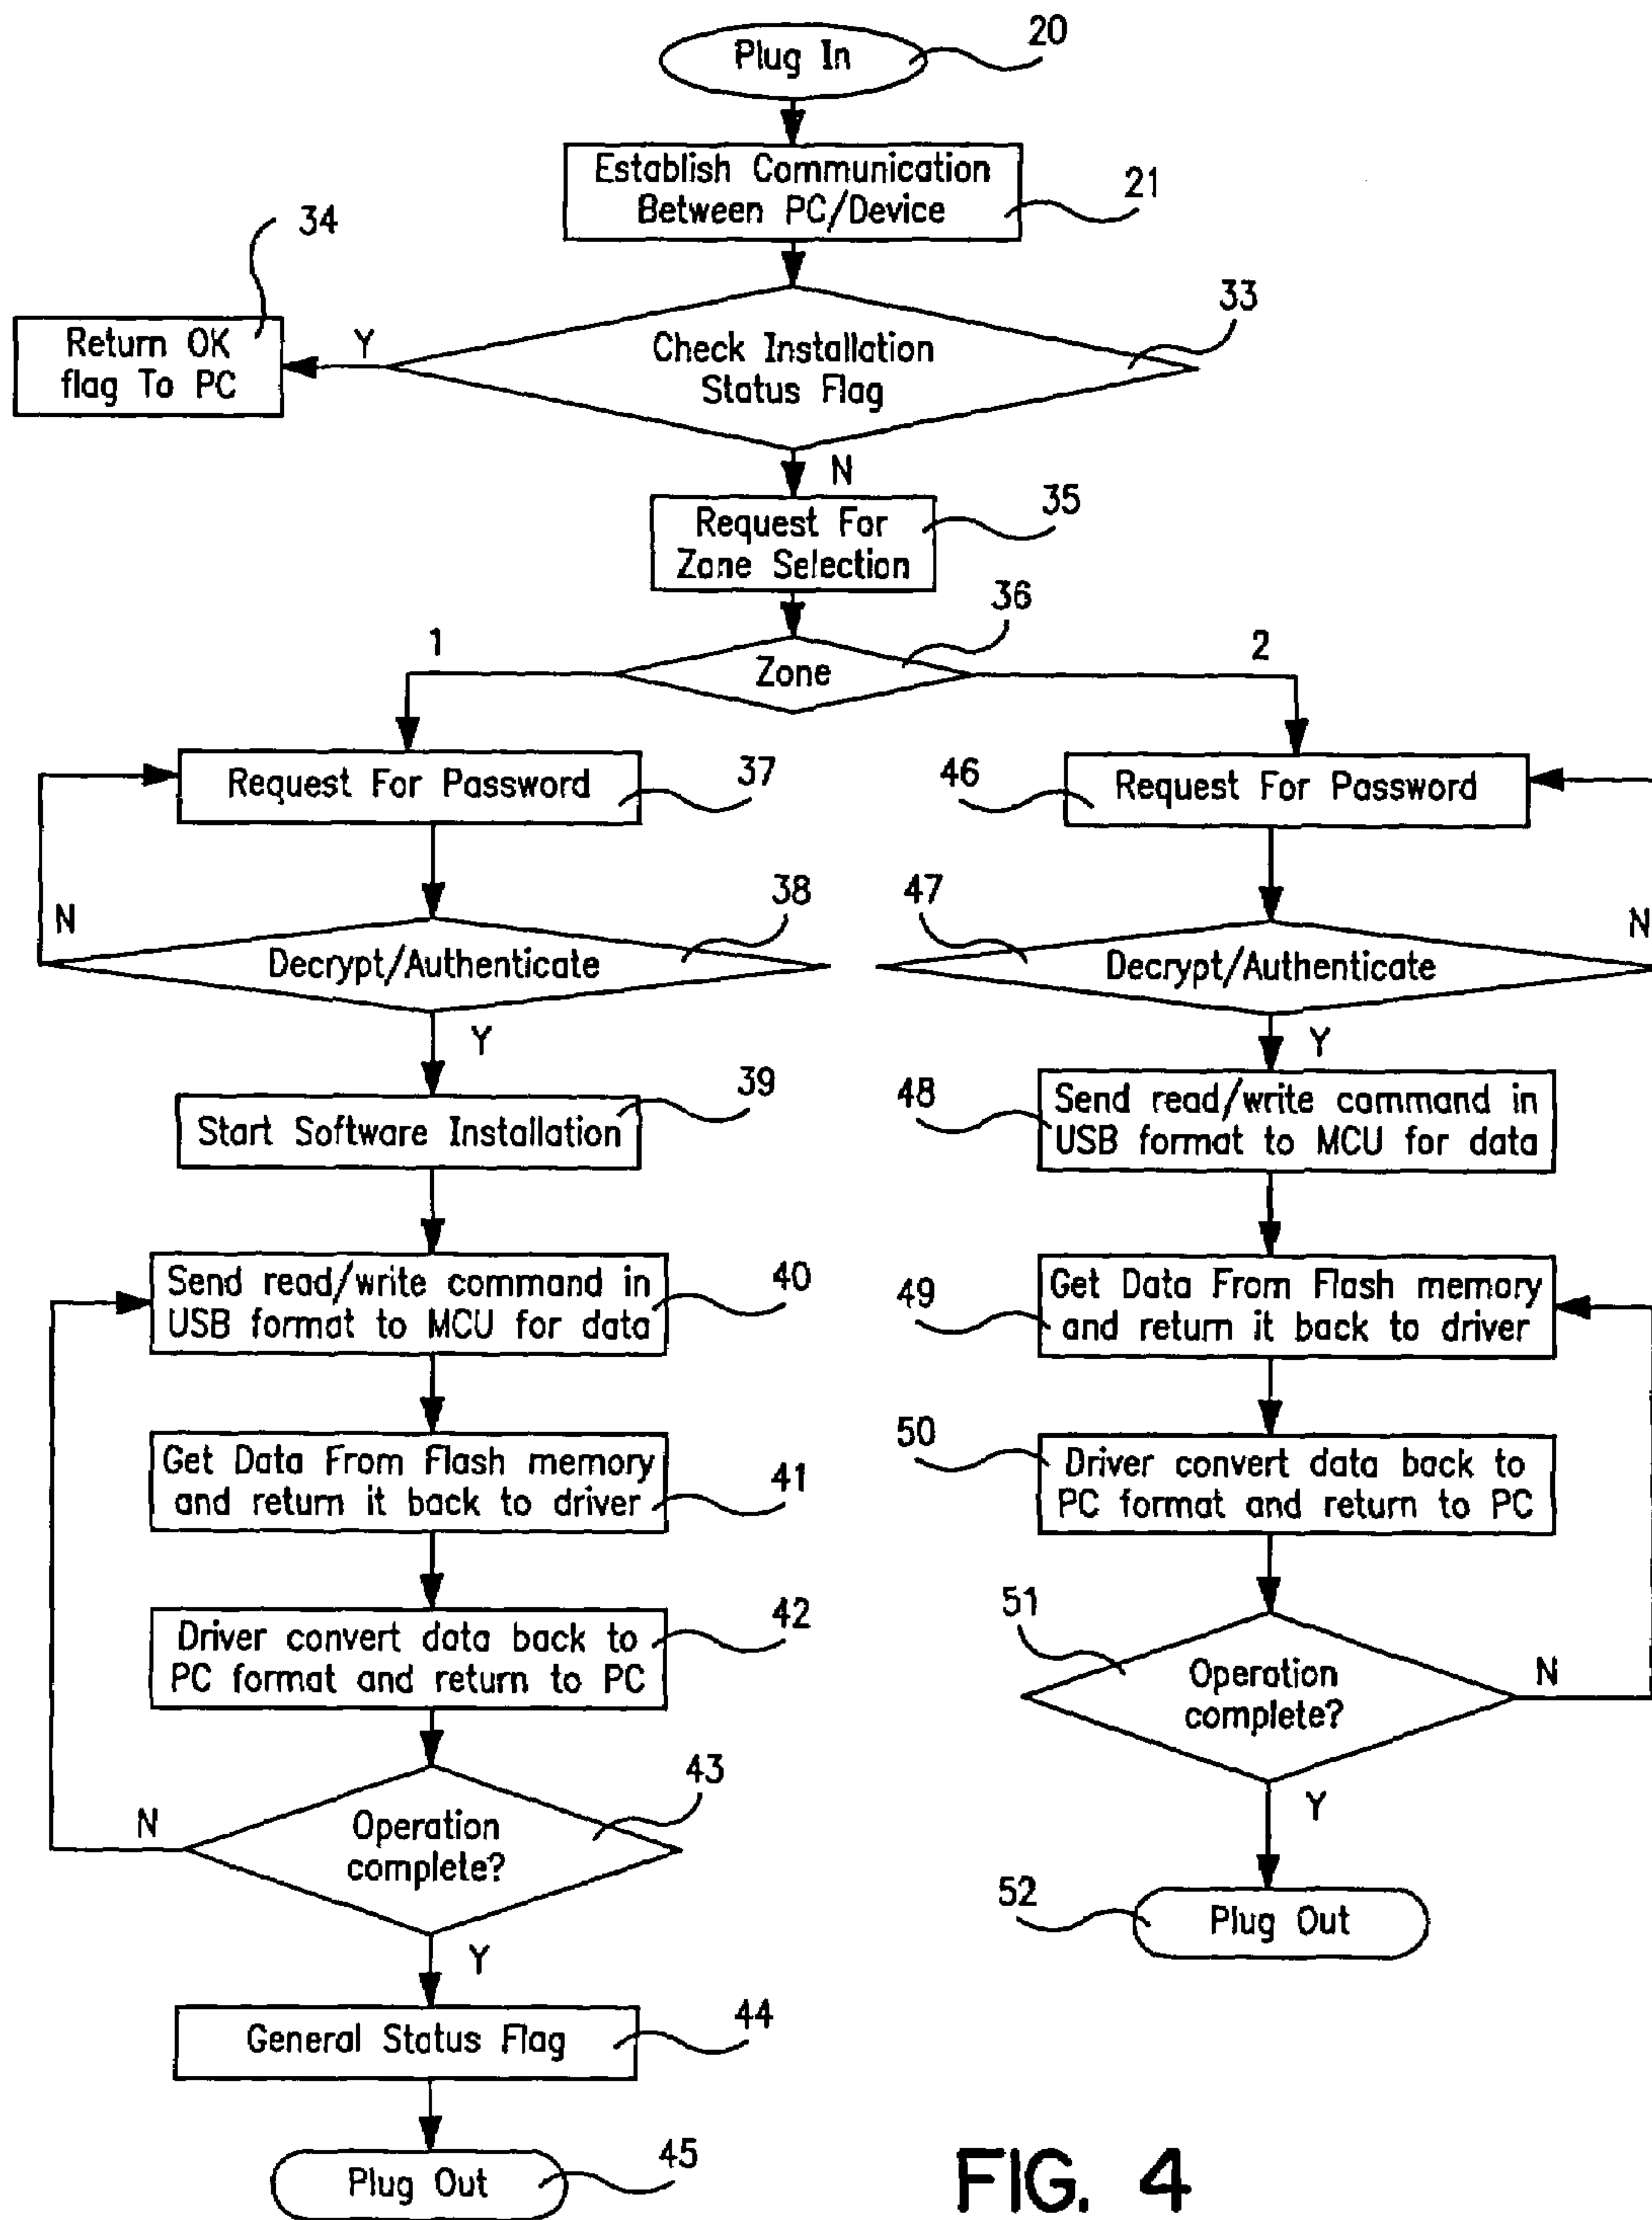 Plug In
20
Establish Communication
Between PC/Device
21
34
Return OK
flag To PC
Y
Check Installation
Status Flag
33
N
Request For
Zone Selection
35
36
1
Zone
2
Request For Password
37
N
38
Decrypt/Authenticate
Y
39
Start Software Installation
Send read/write command in
USB format to MCU for data
40
Get Data From Flash memory
and return it back to driver
41
Driver convert data back to
PC format and return to PC
42
43
N
Operation
complete?
Y
General Status Flag
44
Plug Out
45
46
Request For Password
47
N
Decrypt/Authenticate
Y
48
Send read/write command in
USB format to MCU for data
49
Get Data From Flash memory
and return it back to driver
50
Driver convert data back to
PC format and return to PC
51
Operation
complete?
N
Y
52
Plug Out
FIG. 4